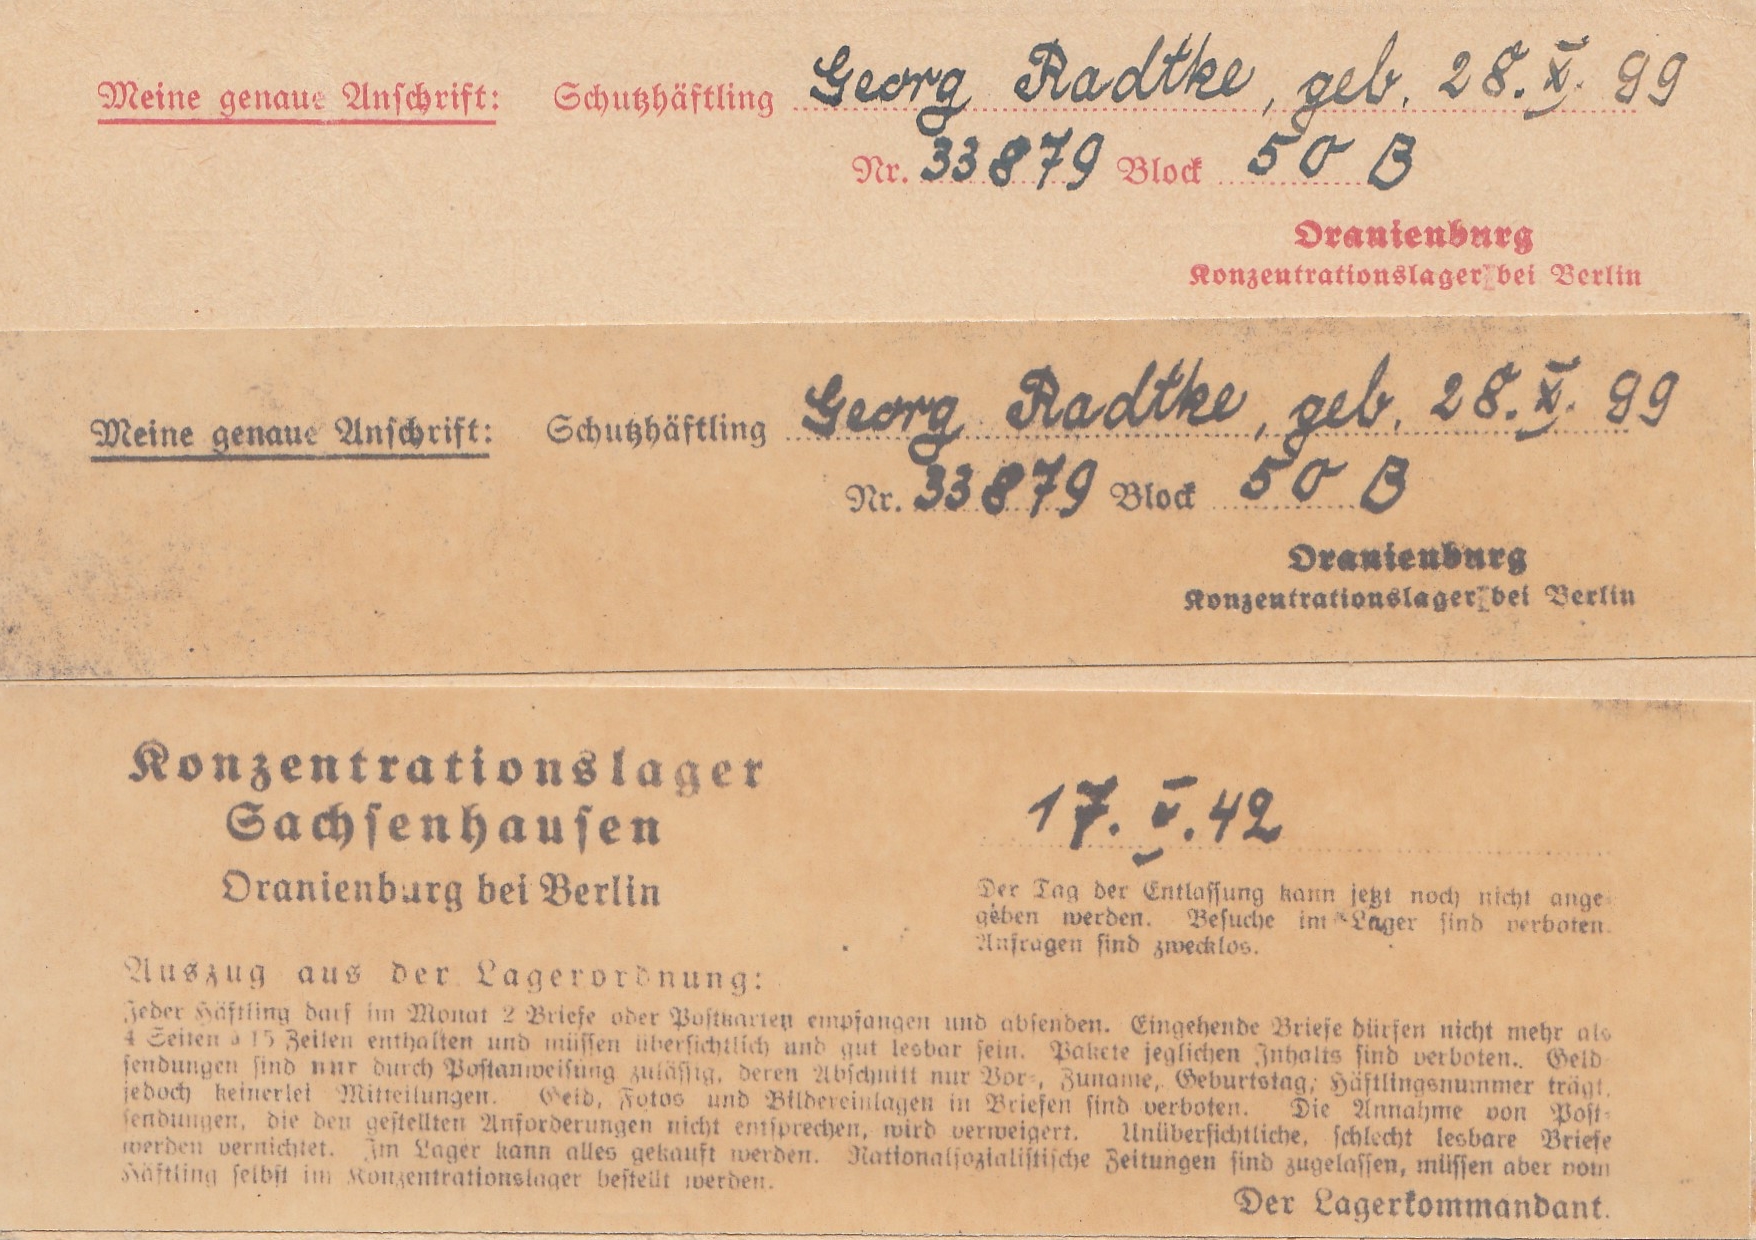 Meine genaue Anschrift: Schutzhäftling Georg Radtke, geb. 28. X. 99
Nr. 33879 Block 50 B
Oranienburg
Konzentrationslager bei Berlin
Meine genaue Anschrift: Schutzhäftling Georg Radtke, geb. 28. X. 99
Nr. 33879 Block 50 B
Oranienburg
Konzentrationslager bei Berlin
Konzentrationslager
Sachsenhausen
Oranienburg bei Berlin
17. V. 42
Der Tag der Entlassung kann jetzt noch nicht ange-
geben werden. Besuche im Lager sind verboten.
Anfragen sind zwecklos.
Auszug aus der Lagerordnung:
Jeder Häftling darf im Monat 2 Briefe oder Postkarten empfangen und absenden. Eingehende Briefe dürfen nicht mehr als
4 Seiten à 15 Zeilen enthalten und müssen übersichtlich und gut lesbar sein. Pakete jeglichen Inhalts sind verboten. Geld-
sendungen sind nur durch Postanweisung zulässig, deren Abschnitt nur Vor-, Zuname, Geburtstag, Häftlingsnummer trägt,
jedoch keinerlei Mitteilungen. Geld, Fotos und Bildereinlagen in Briefen sind verboten. Die Annahme von Post-
sendungen, die den gestellten Anforderungen nicht entsprechen, wird verweigert. Unübersichtliche, schlecht lesbare Briefe
werden vernichtet. Im Lager kann alles gekauft werden. Nationalsozialistische Zeitungen sind zugelassen, müssen aber vom
Häftling selbst im Konzentrationslager bestellt werden.
Der Lagerkommandant.